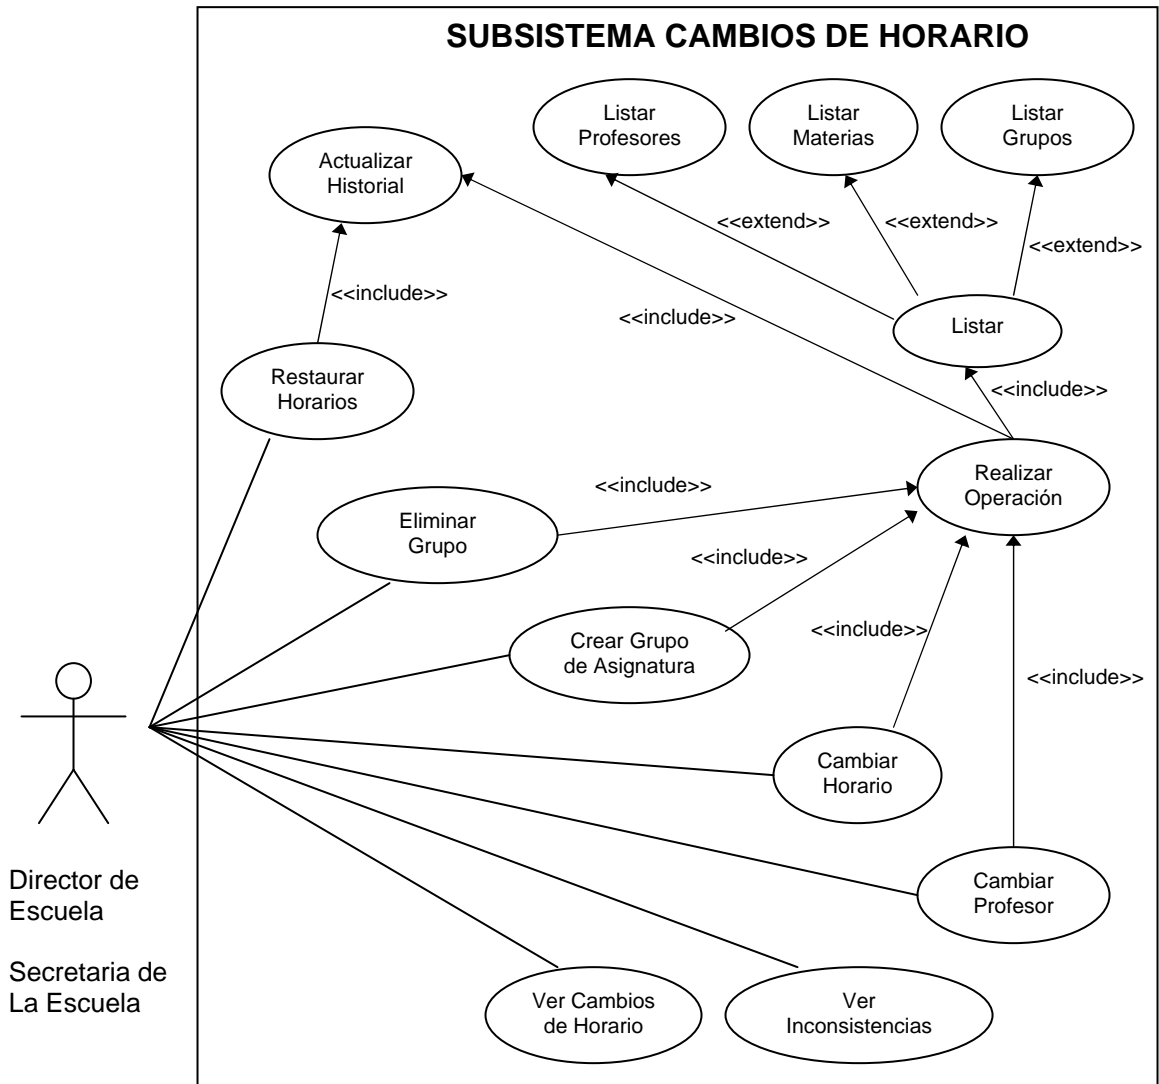 SUBSISTEMA CAMBIOS DE HORARIO
Listar
Profesores
Listar
Materias
Listar
Grupos
Actualizar
Historial
<<extend>>
<<extend>>
<<extend>>
<<include>>
<<include>>
Listar
Restaurar
Horarios
<<include>>
Realizar
Operación
<<include>>
Eliminar
Grupo
<<include>>
Crear Grupo
de Asignatura
<<include>>
<<include>>
Cambiar
Horario
Cambiar
Profesor
Director de
Escuela
Secretaria de
La Escuela
Ver Cambios
de Horario
Ver
Inconsistencias